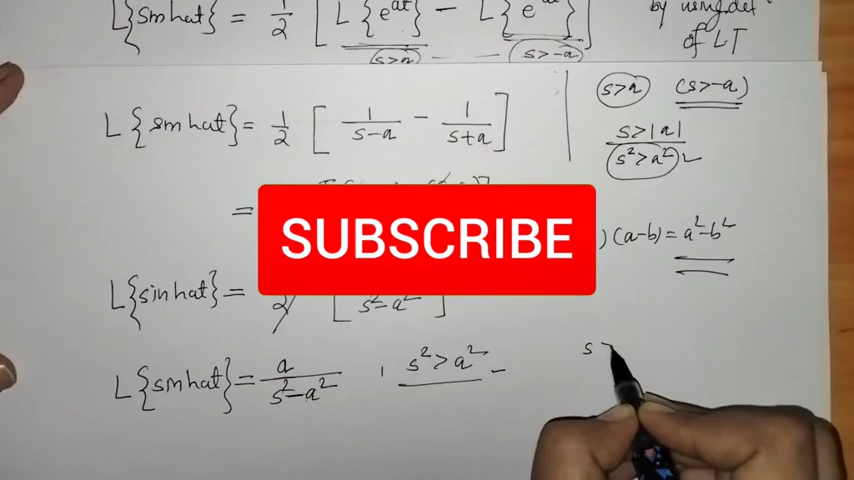 L{sinhat} = 1/2 [ L{e^at} - L{e^-at} ] by using def
(s>a) - - - (s>-a) of LT
L{sinhat} = 1/2 [ 1/(s-a) - 1/(s+a) ]
s>a (s>-a)
s>|a|
s²>a²
=
SUBSCRIBE
)(a-b) = a²-b²
L{sinhat} = 2 [ s²-a² ]
L{sinhat} = a/(s²-a²) , s²>a²
s >